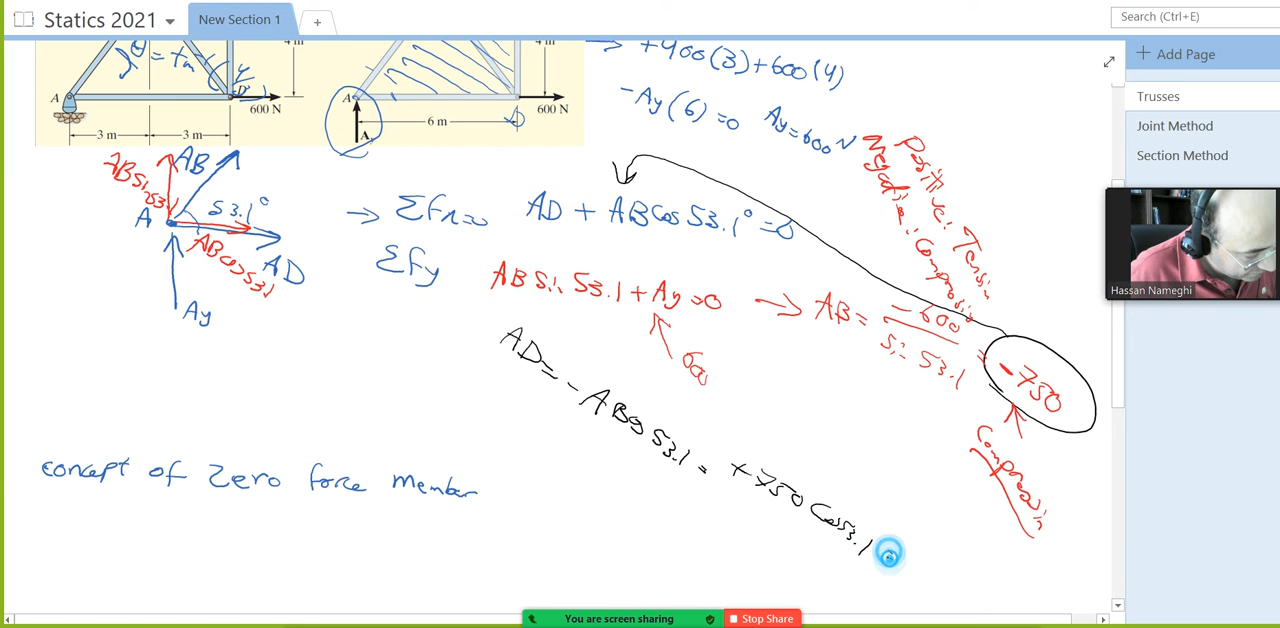 Statics 2021
New Section 1
+
Search (Ctrl+E)
+ Add Page
Trusses
Joint Method
Section Method
Hassan Nameghi
θ = tan
4
4 m
A
D
600 N
3 m
3 m
4 m
A
D
600 N
A
6 m
→ +400(3)+600(4)
-Ay(6)=0 Ay=600N
Positive: Tension
Negative: Compression
AB sin 53.1
AB
A
53.1°
AB cos 53.1
AD
Ay
→ ΣFx=0 AD + AB Cos 53.1°=0
ΣFy
AB Sin 53.1 + Ay=0 → AB = -600 / Sin 53.1 = -750
600
Compression
AD = -AB Cos 53.1 = +750 Cos 53.1
concept of Zero force member
You are screen sharing
Stop Share